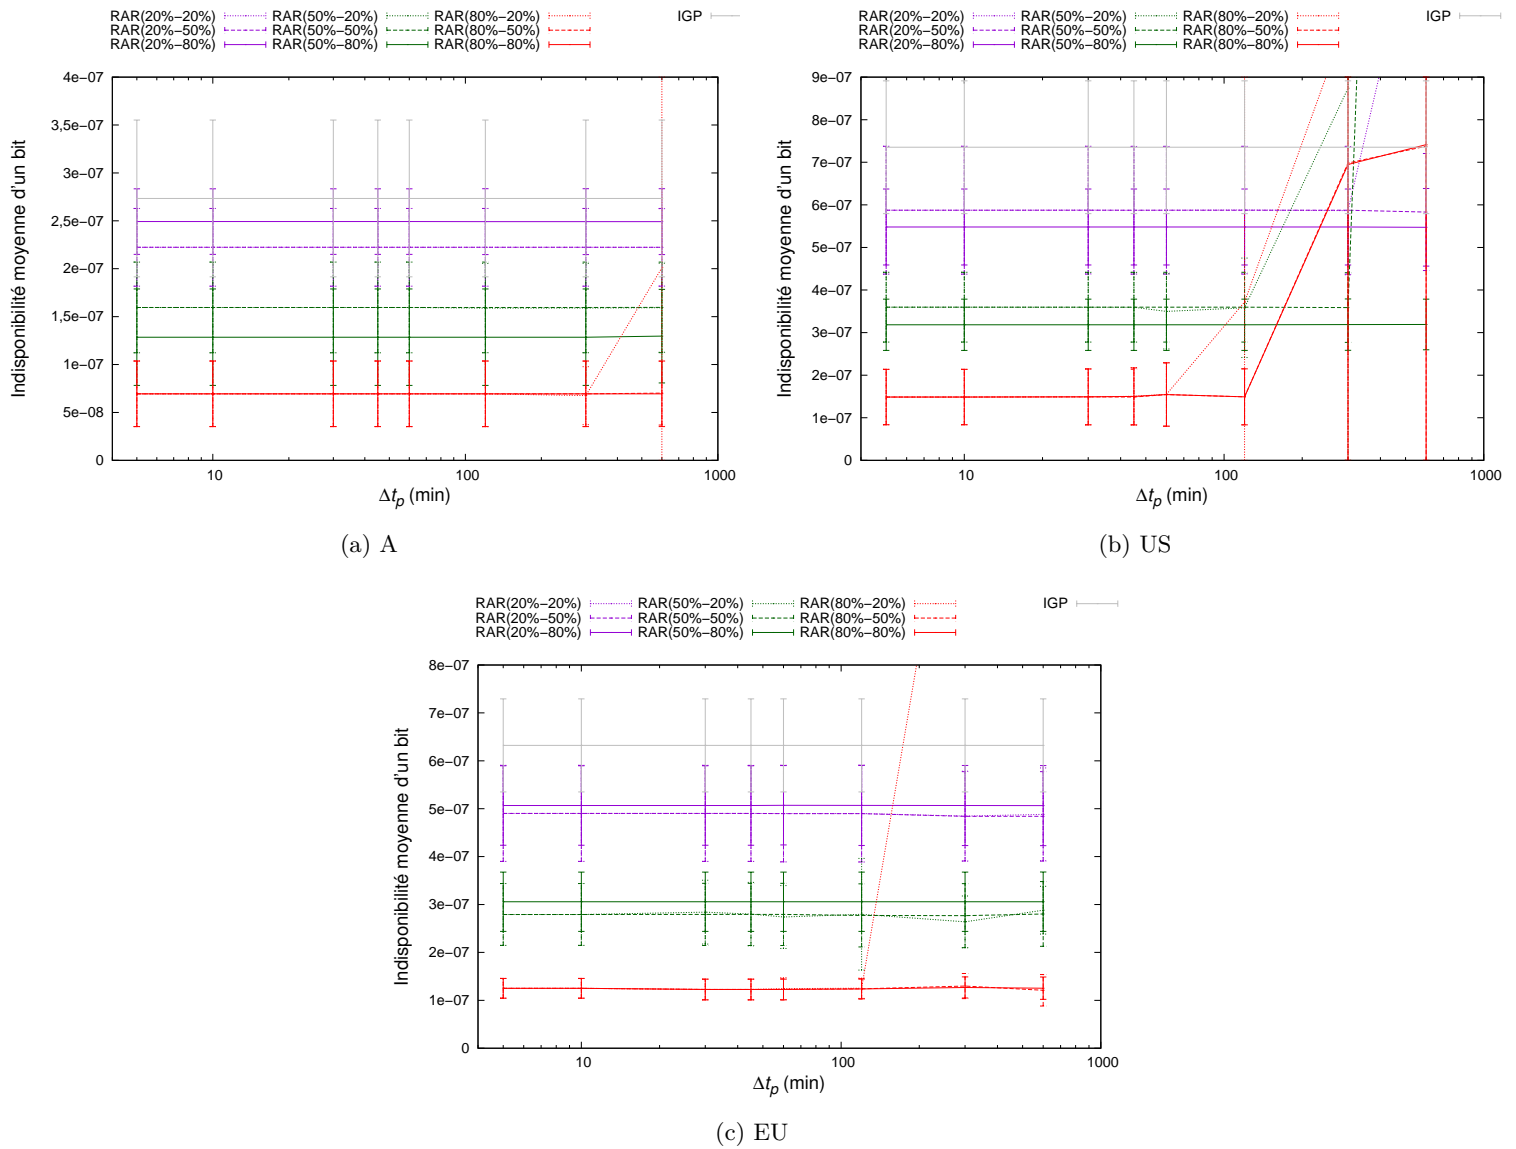 RAR(20%−20%) RAR(50%−20%) RAR(80%−20%) IGP
RAR(20%−50%) RAR(50%−50%) RAR(80%−50%)
RAR(20%−80%) RAR(50%−80%) RAR(80%−80%)
Indisponibilité moyenne d'un bit
4e−07
3,5e−07
3e−07
2,5e−07
2e−07
1,5e−07
1e−07
5e−08
0
10 100 1000
Δtp (min)
(a) A
RAR(20%−20%) RAR(50%−20%) RAR(80%−20%) IGP
RAR(20%−50%) RAR(50%−50%) RAR(80%−50%)
RAR(20%−80%) RAR(50%−80%) RAR(80%−80%)
Indisponibilité moyenne d'un bit
9e−07
8e−07
7e−07
6e−07
5e−07
4e−07
3e−07
2e−07
1e−07
0
10 100 1000
Δtp (min)
(b) US
RAR(20%−20%) RAR(50%−20%) RAR(80%−20%) IGP
RAR(20%−50%) RAR(50%−50%) RAR(80%−50%)
RAR(20%−80%) RAR(50%−80%) RAR(80%−80%)
Indisponibilité moyenne d'un bit
8e−07
7e−07
6e−07
5e−07
4e−07
3e−07
2e−07
1e−07
0
10 100 1000
Δtp (min)
(c) EU